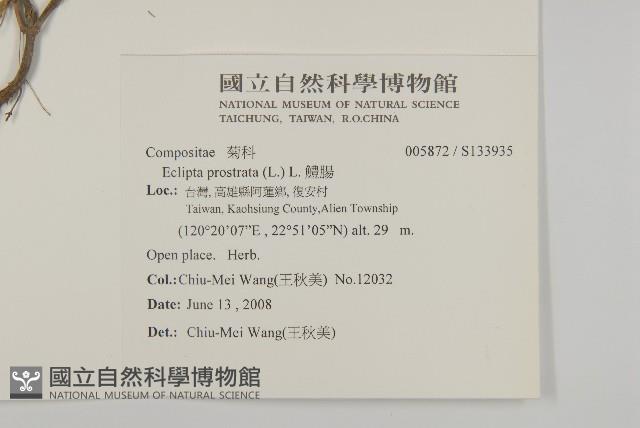 國立自然科學博物館
NATIONAL MUSEUM OF NATURAL SCIENCE
TAICHUNG, TAIWAN, R.O.CHINA
Compositae 菊科 005872 / S133935
Eclipta prostrata (L.) L. 鱧腸
Loc.: 台灣, 高雄縣阿蓮鄉, 復安村
Taiwan, Kaohsiung County,Alien Township
(120°20'07”E , 22°51'05”N) alt. 29 m.
Open place. Herb.
Col.:Chiu-Mei Wang(王秋美) No.12032
Date: June 13 , 2008
Det.: Chiu-Mei Wang(王秋美)
國立自然科學博物館
NATIONAL MUSEUM OF NATURAL SCIENCE